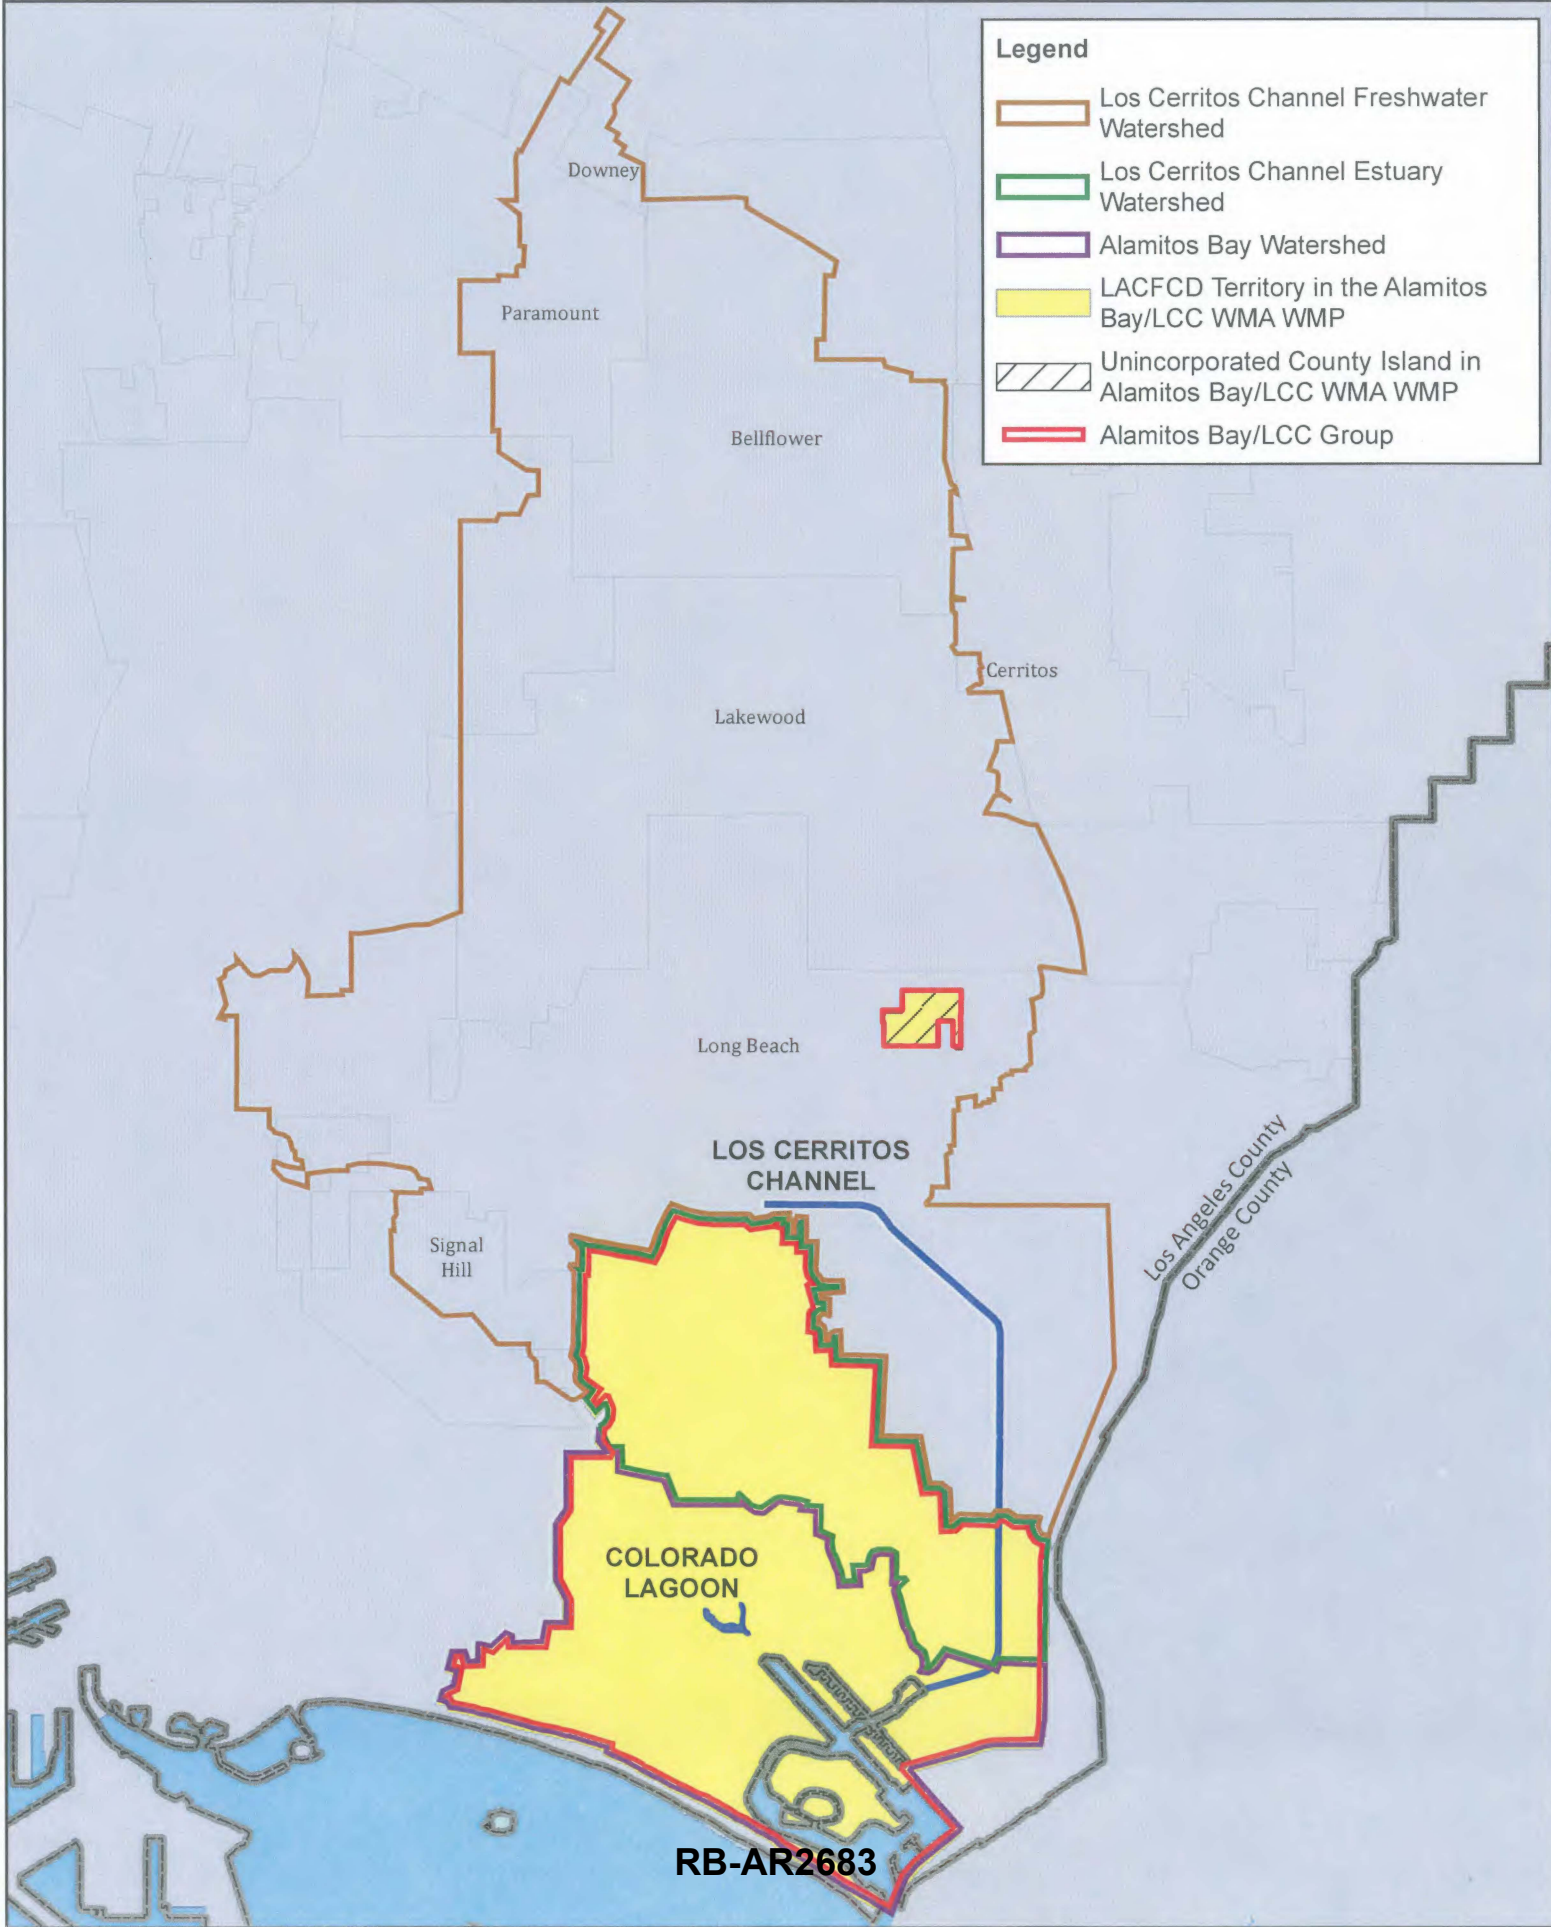 Legend
Los Cerritos Channel Freshwater
Watershed
Los Cerritos Channel Estuary
Watershed
Alamitos Bay Watershed
LACFCD Territory in the Alamitos
Bay/LCC WMA WMP
Unincorporated County Island in
Alamitos Bay/LCC WMA WMP
Alamitos Bay/LCC Group
Downey
Paramount
Bellflower
Cerritos
Lakewood
Long Beach
LOS CERRITOS
CHANNEL
Los Angeles County
Orange County
Signal
Hill
COLORADO
LAGOON
RB-AR2683